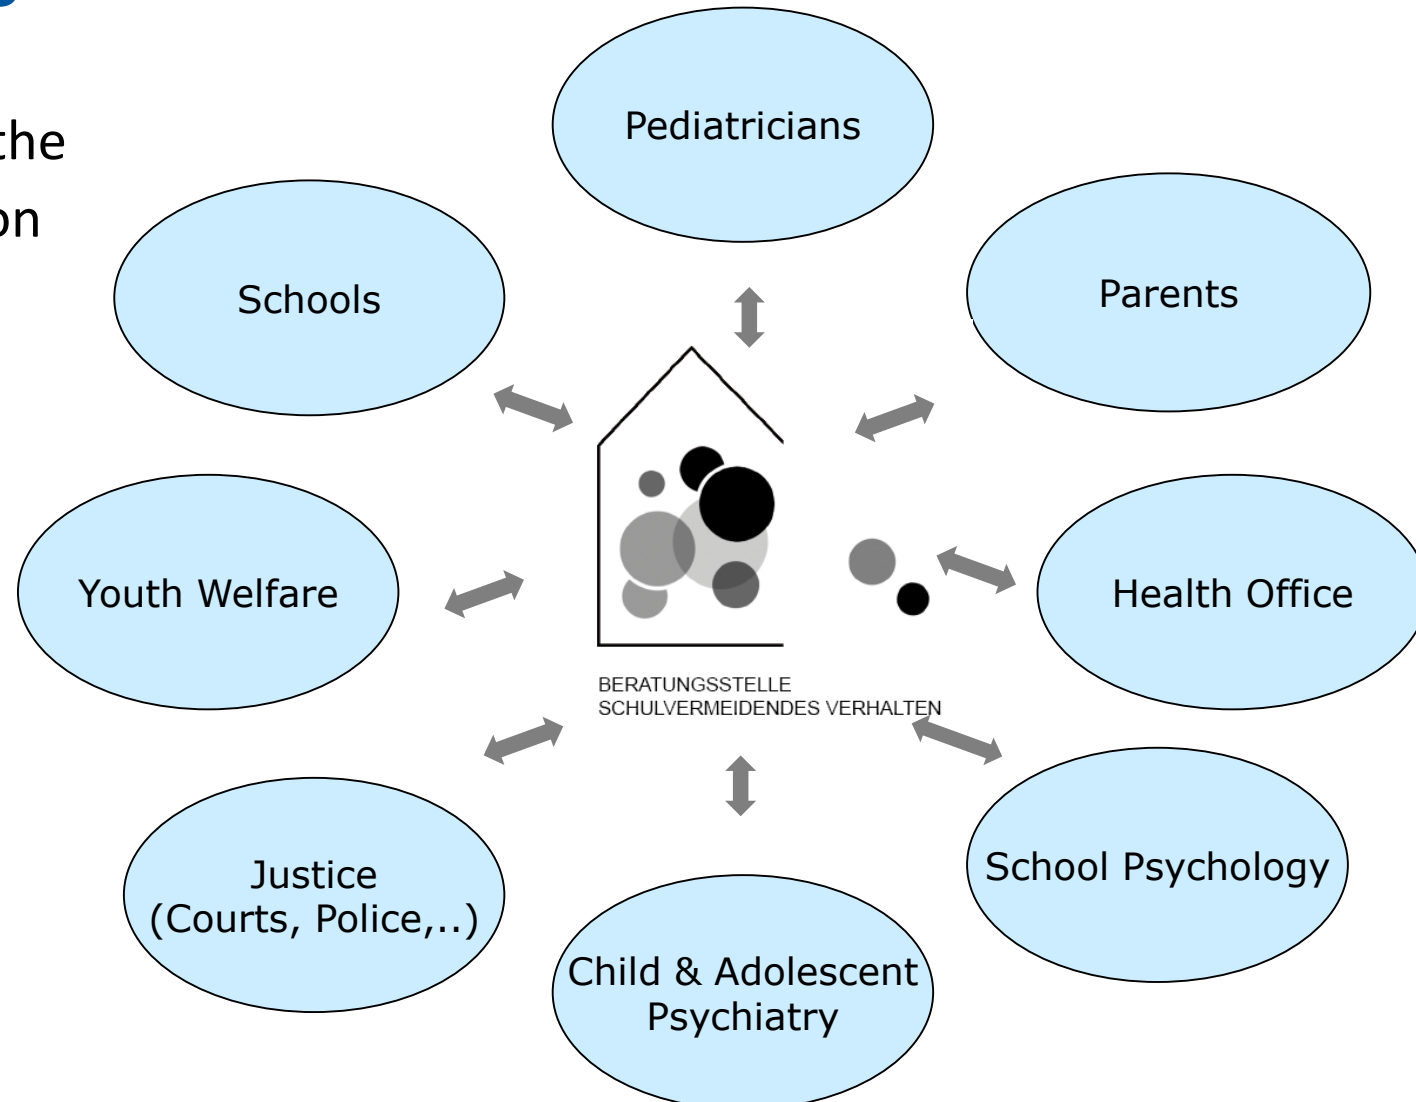 Pediatricians
the
on
Schools
Parents
Youth Welfare
Health Office
BERATUNGSSTELLE
SCHULVERMEIDENDES VERHALTEN
Justice
(Courts, Police,..)
School Psychology
Child & Adolescent
Psychiatry